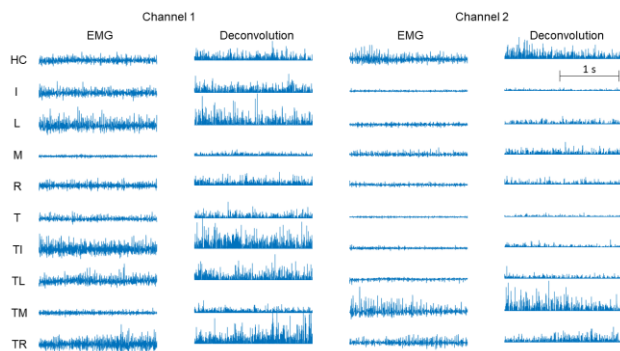 Channel 1 Channel 2
EMG Deconvolution EMG Deconvolution
HC
1 s
I
L
M
R
T
TI
TL
TM
TR